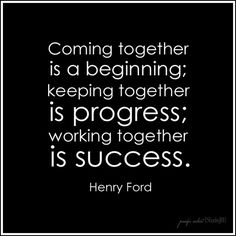 Coming together
is a beginning;
keeping together
is progress;
working together
is success.
Henry Ford